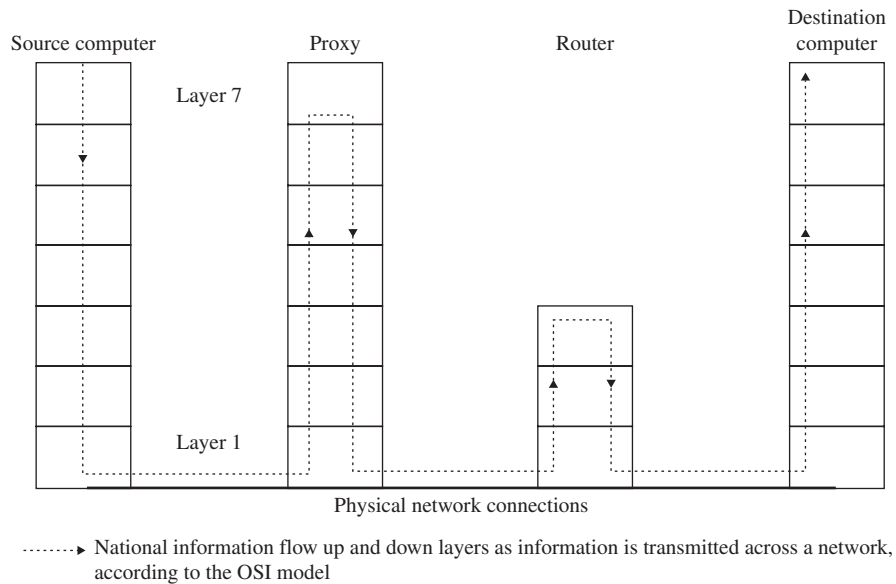 Source computer
Proxy
Router
Destination
computer
Layer 7
Layer 1
Physical network connections
National information flow up and down layers as information is transmitted across a network,
according to the OSI model